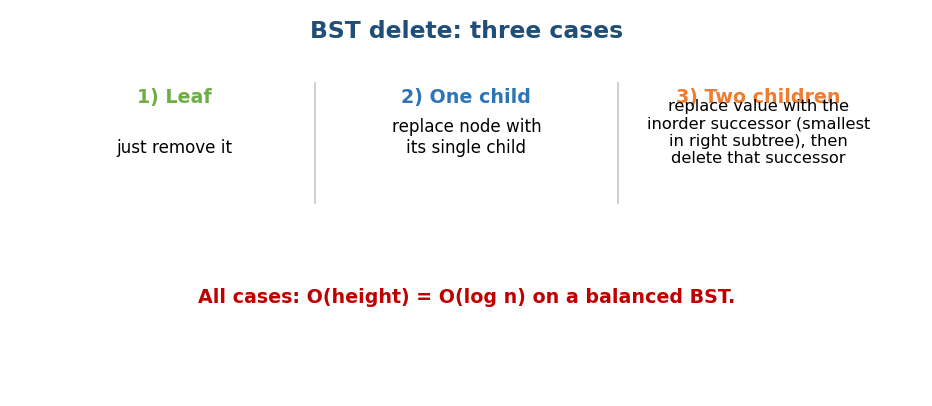 BST delete: three cases
1) Leaf
just remove it
2) One child
replace node with
its single child
3) Two children
replace value with the
inorder successor (smallest
in right subtree), then
delete that successor
All cases: O(height) = O(log n) on a balanced BST.